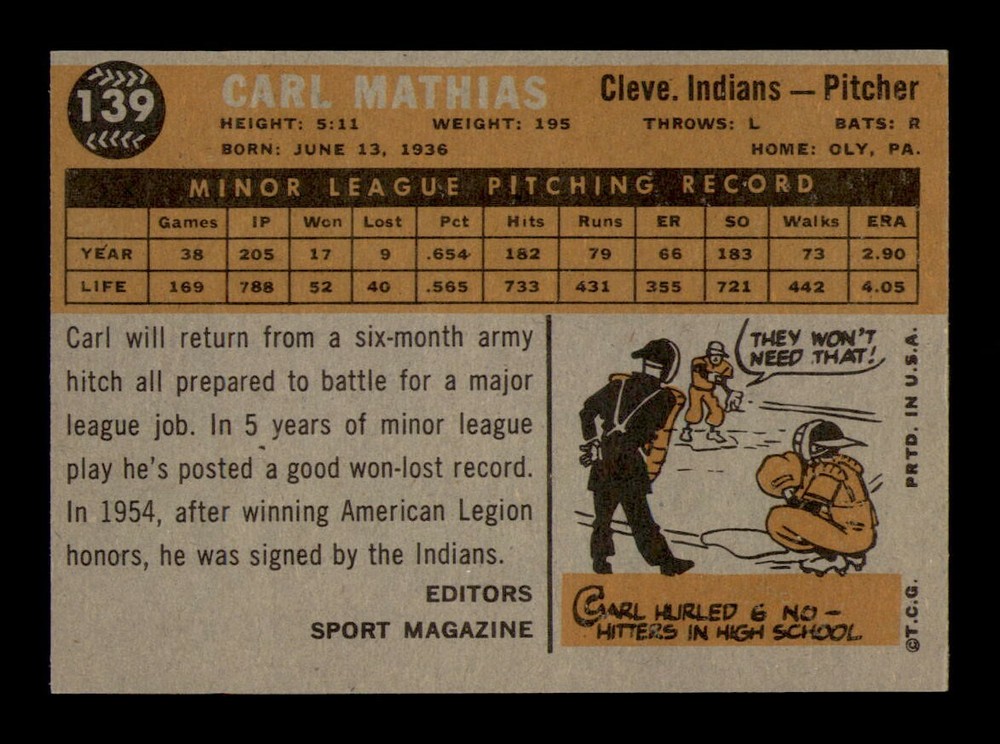 139
CARL MATHIAS
Cleve. Indians — Pitcher
HEIGHT: 5:11 WEIGHT: 195 THROWS: L BATS: R
BORN: JUNE 13, 1936 HOME: OLY, PA.
MINOR LEAGUE PITCHING RECORD
Games IP Won Lost Pct Hits Runs ER SO Walks ERA
YEAR 38 205 17 9 .654 182 79 66 183 73 2.90
LIFE 169 788 52 40 .565 733 431 355 721 442 4.05
Carl will return from a six-month army
hitch all prepared to battle for a major
league job. In 5 years of minor league
play he's posted a good won-lost record.
In 1954, after winning American Legion
honors, he was signed by the Indians.
EDITORS
SPORT MAGAZINE
THEY WON'T
NEED THAT!
CARL HURLED 6 NO-
HITTERS IN HIGH SCHOOL.
PRTD. IN U.S.A.
©T.C.G.